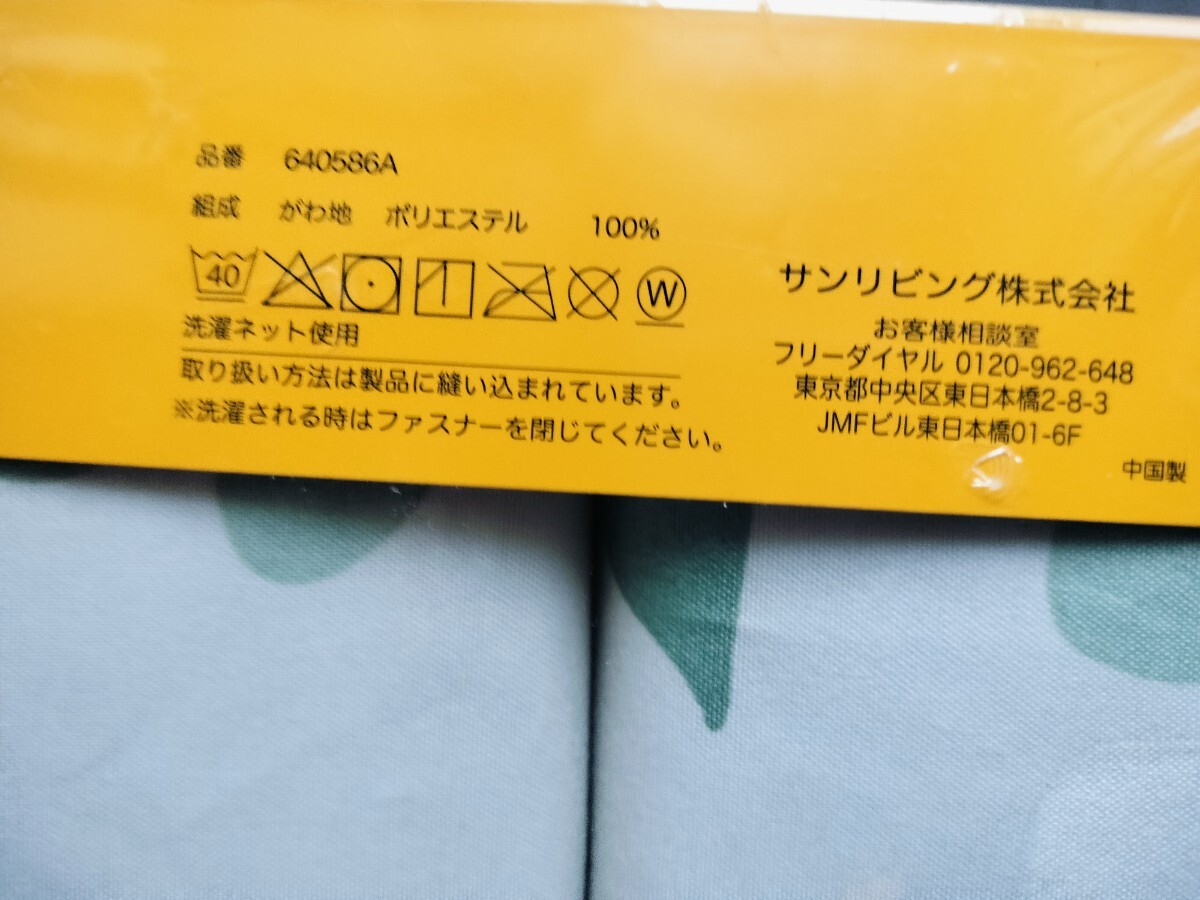 品番 640586A
組成 がわ地 ポリエステル 100%
40
W
洗濯ネット使用
取り扱い方法は製品に縫い込まれています。
※洗濯される時はファスナーを閉じてください。
サンリビング株式会社
お客様相談室
フリーダイヤル 0120-962-648
東京都中央区東日本橋2-8-3
JMFビル東日本橋01-6F
中国製